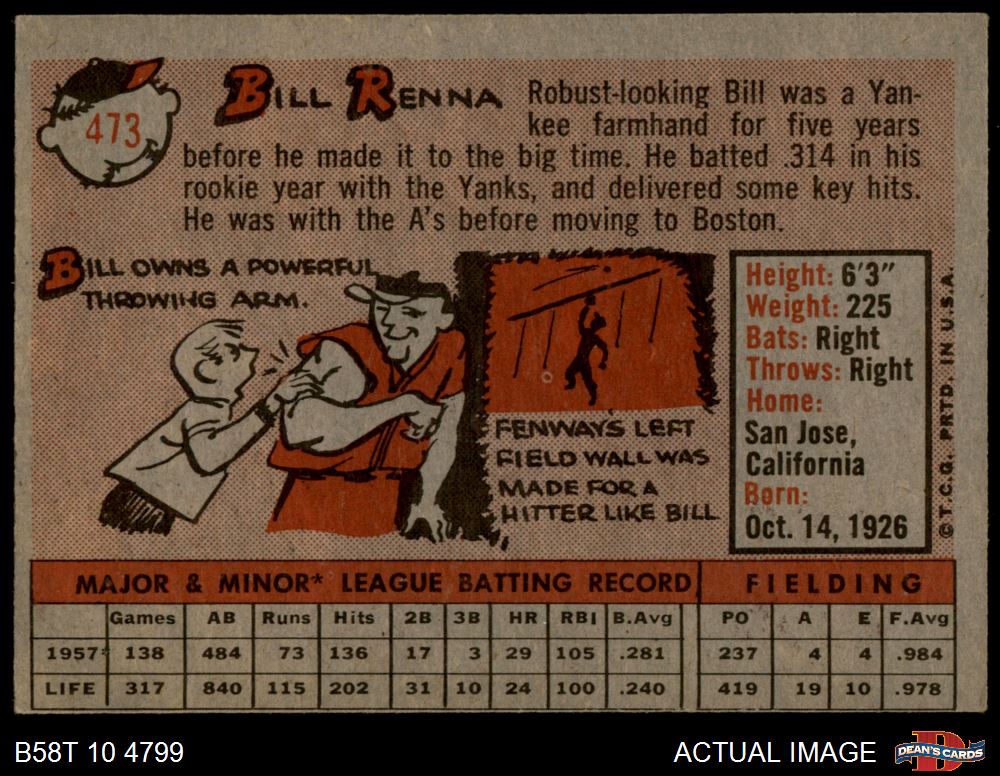 473
BILL RENNA
Robust-looking Bill was a Yan-
kee farmhand for five years
before he made it to the big time. He batted .314 in his
rookie year with the Yanks, and delivered some key hits.
He was with the A's before moving to Boston.
BILL OWNS A POWERFUL
THROWING ARM.
FENWAY'S LEFT
FIELD WALL WAS
MADE FOR A
HITTER LIKE BILL
Height: 6'3"
Weight: 225
Bats: Right
Throws: Right
Home:
San Jose,
California
Born:
Oct. 14, 1926
© T.C.G. PRTD. IN U.S.A.
MAJOR & MINOR* LEAGUE BATTING RECORD FIELDING
Games AB Runs Hits 2B 3B HR RBI B.Avg PO A E F.Avg
1957* 138 484 73 136 17 3 29 105 .281 237 4 4 .984
LIFE 317 840 115 202 31 10 24 100 .240 419 19 10 .978
B58T 10 4799
ACTUAL IMAGE
DEAN'S CARDS